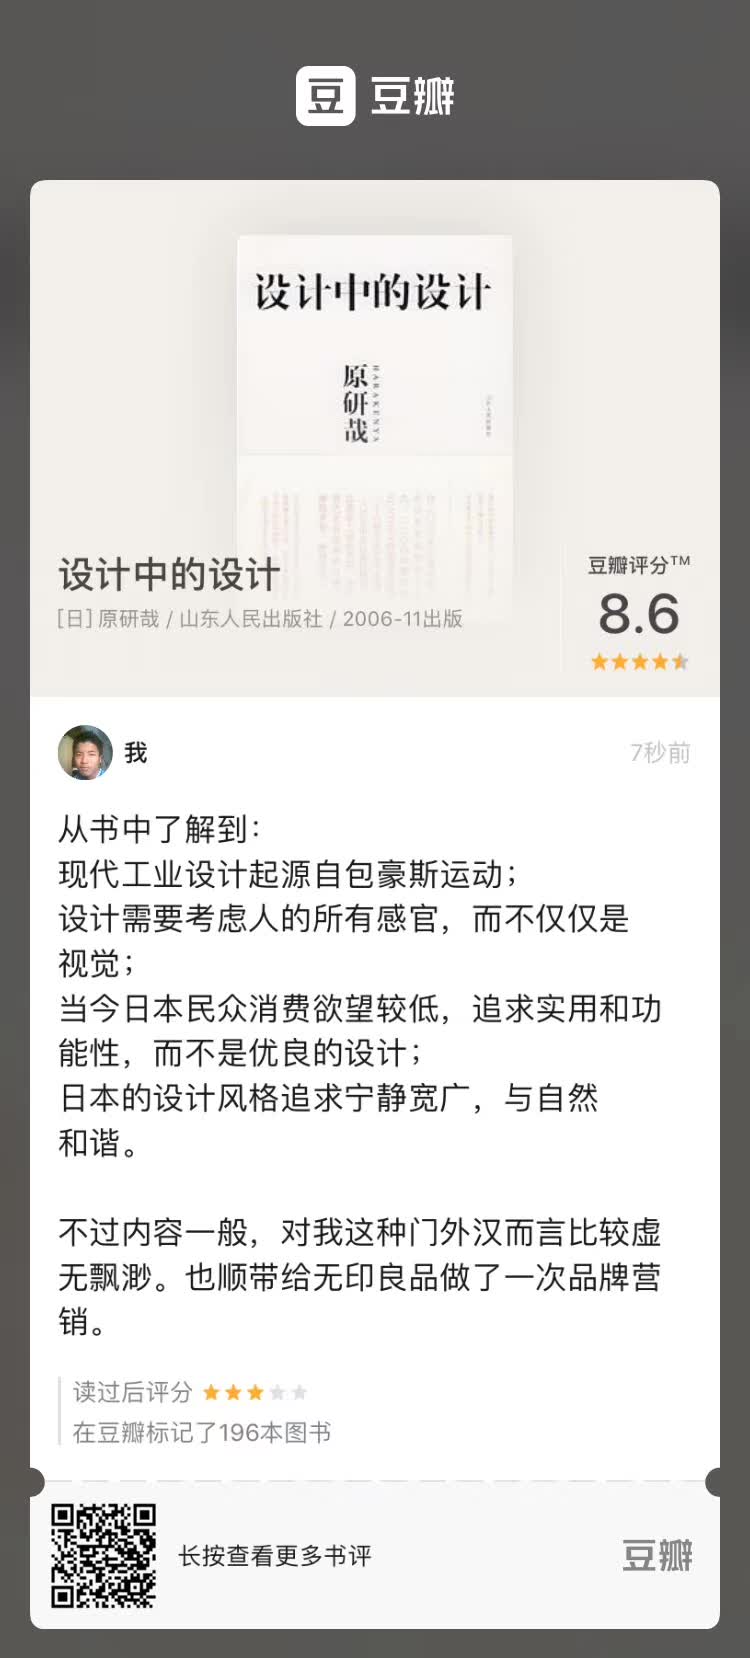 豆 豆瓣
设计中的设计
原研哉
HARAKENYA
设计中的设计
[日] 原研哉 / 山东人民出版社 / 2006-11出版
豆瓣评分TM
8.6
我
7秒前
从书中了解到：
现代工业设计起源自包豪斯运动；
设计需要考虑人的所有感官，而不仅仅是
视觉；
当今日本民众消费欲望较低，追求实用和功
能性，而不是优良的设计；
日本的设计风格追求宁静宽广，与自然
和谐。
不过内容一般，对我这种门外汉而言比较虚
无飘渺。也顺带给无印良品做了一次品牌营
销。
读过后评分
在豆瓣标记了196本图书
长按查看更多书评
豆瓣